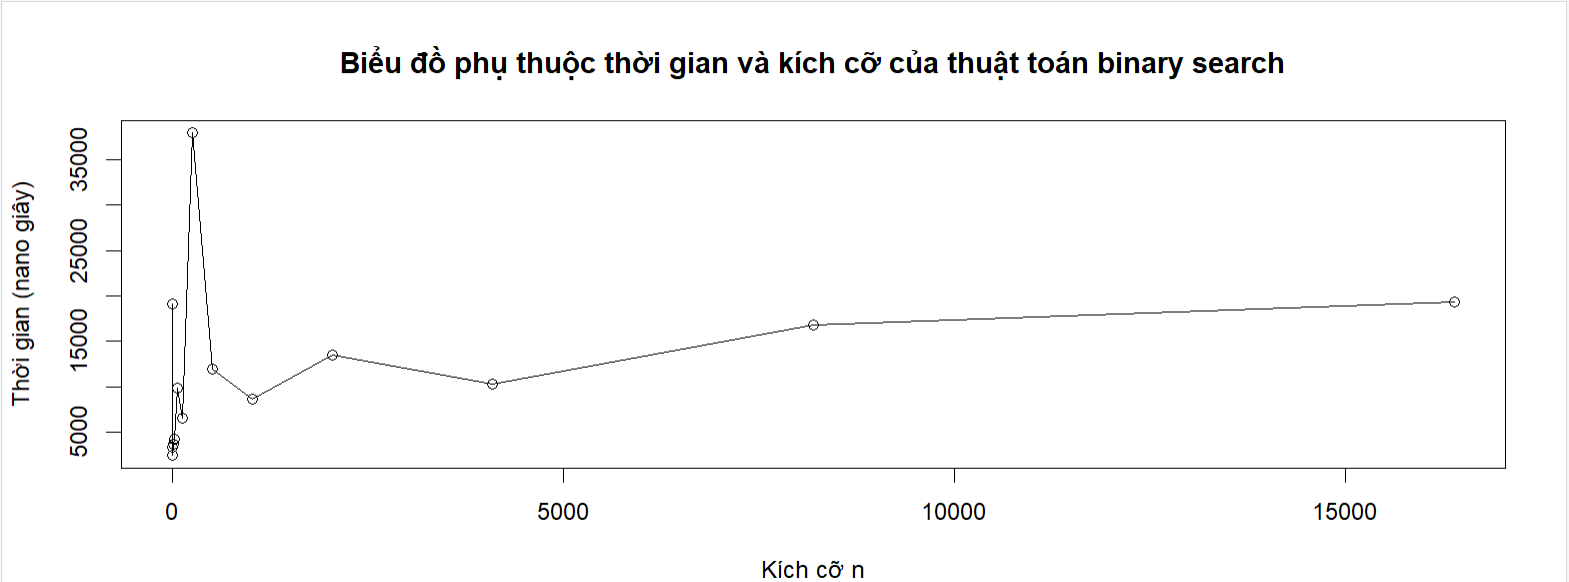 Biểu đồ phụ thuộc thời gian và kích cỡ của thuật toán binary search
Thời gian (nano giây)
35000
25000
15000
5000
0 5000 10000 15000
Kích cỡ n